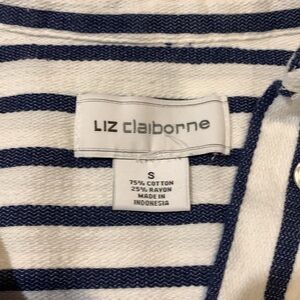 LIZ claiborne
S
75% COTTON
25% RAYON
MADE IN
INDONESIA